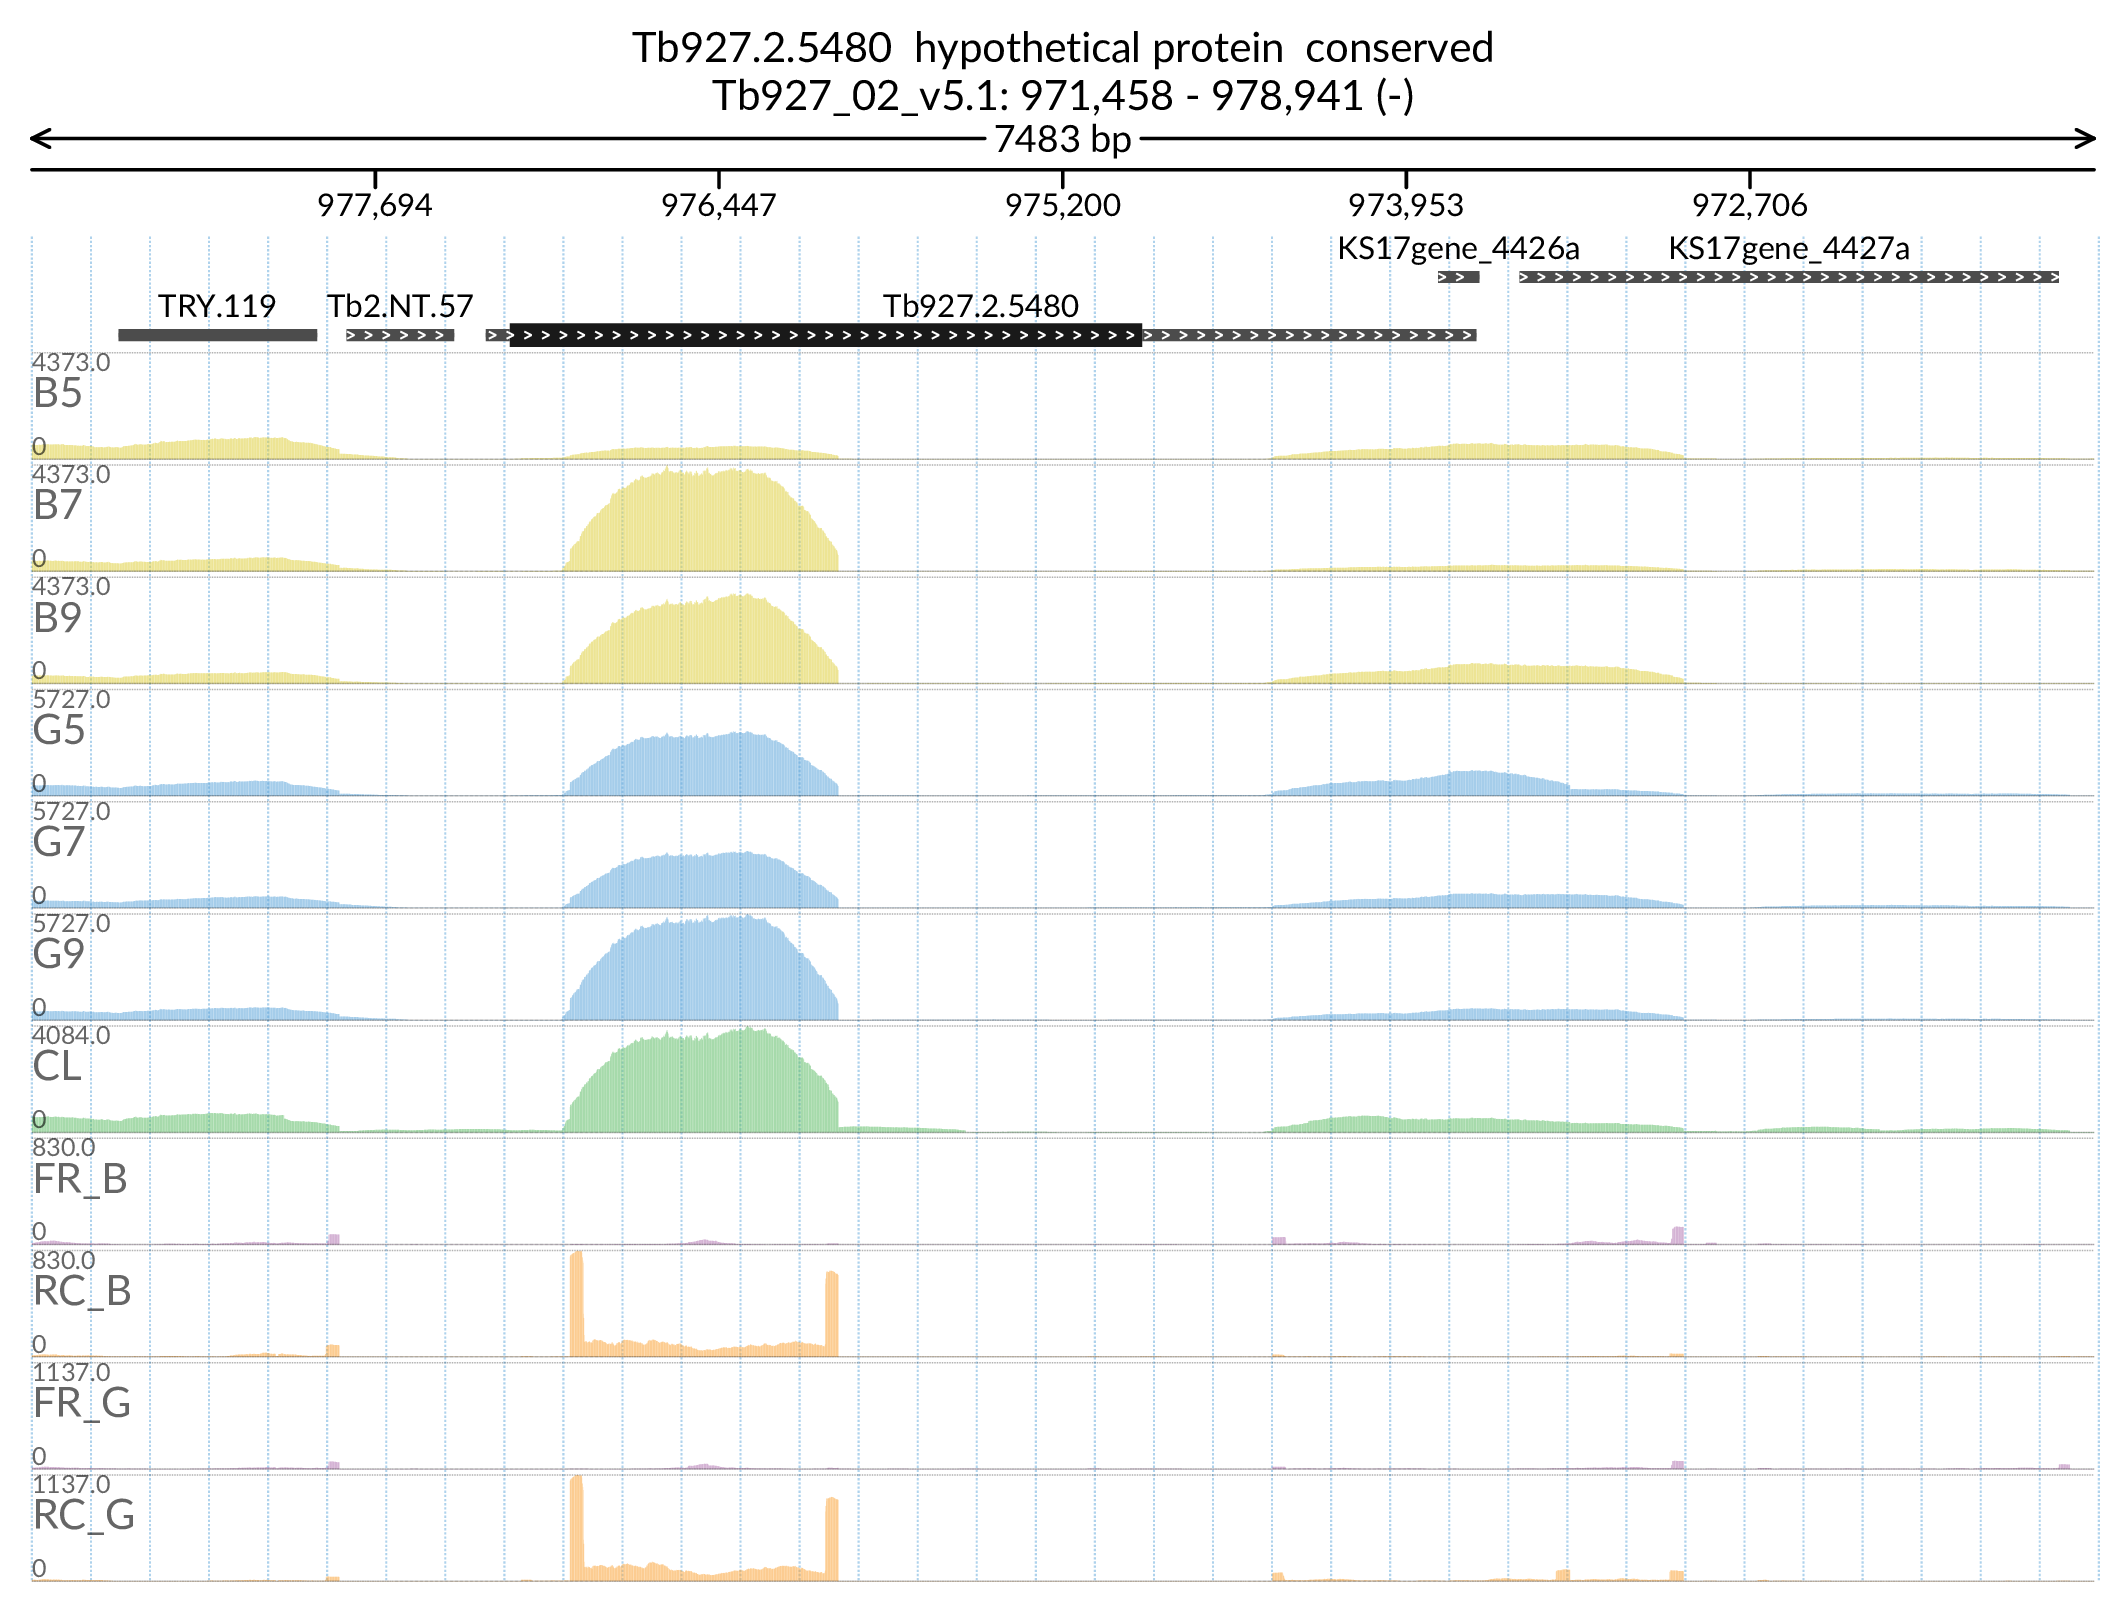 Tb927.2.5480  hypothetical protein  conserved
Tb927_02_v5.1: 971,458 - 978,941 (-)
7483 bp
977,694 976,447 975,200 973,953 972,706
KS17gene_4426a KS17gene_4427a
TRY.119 Tb2.NT.57 Tb927.2.5480
4373.0
B5
0
4373.0
B7
0
4373.0
B9
0
5727.0
G5
0
5727.0
G7
0
5727.0
G9
0
4084.0
CL
0
830.0
FR_B
0
830.0
RC_B
0
1137.0
FR_G
0
1137.0
RC_G
0